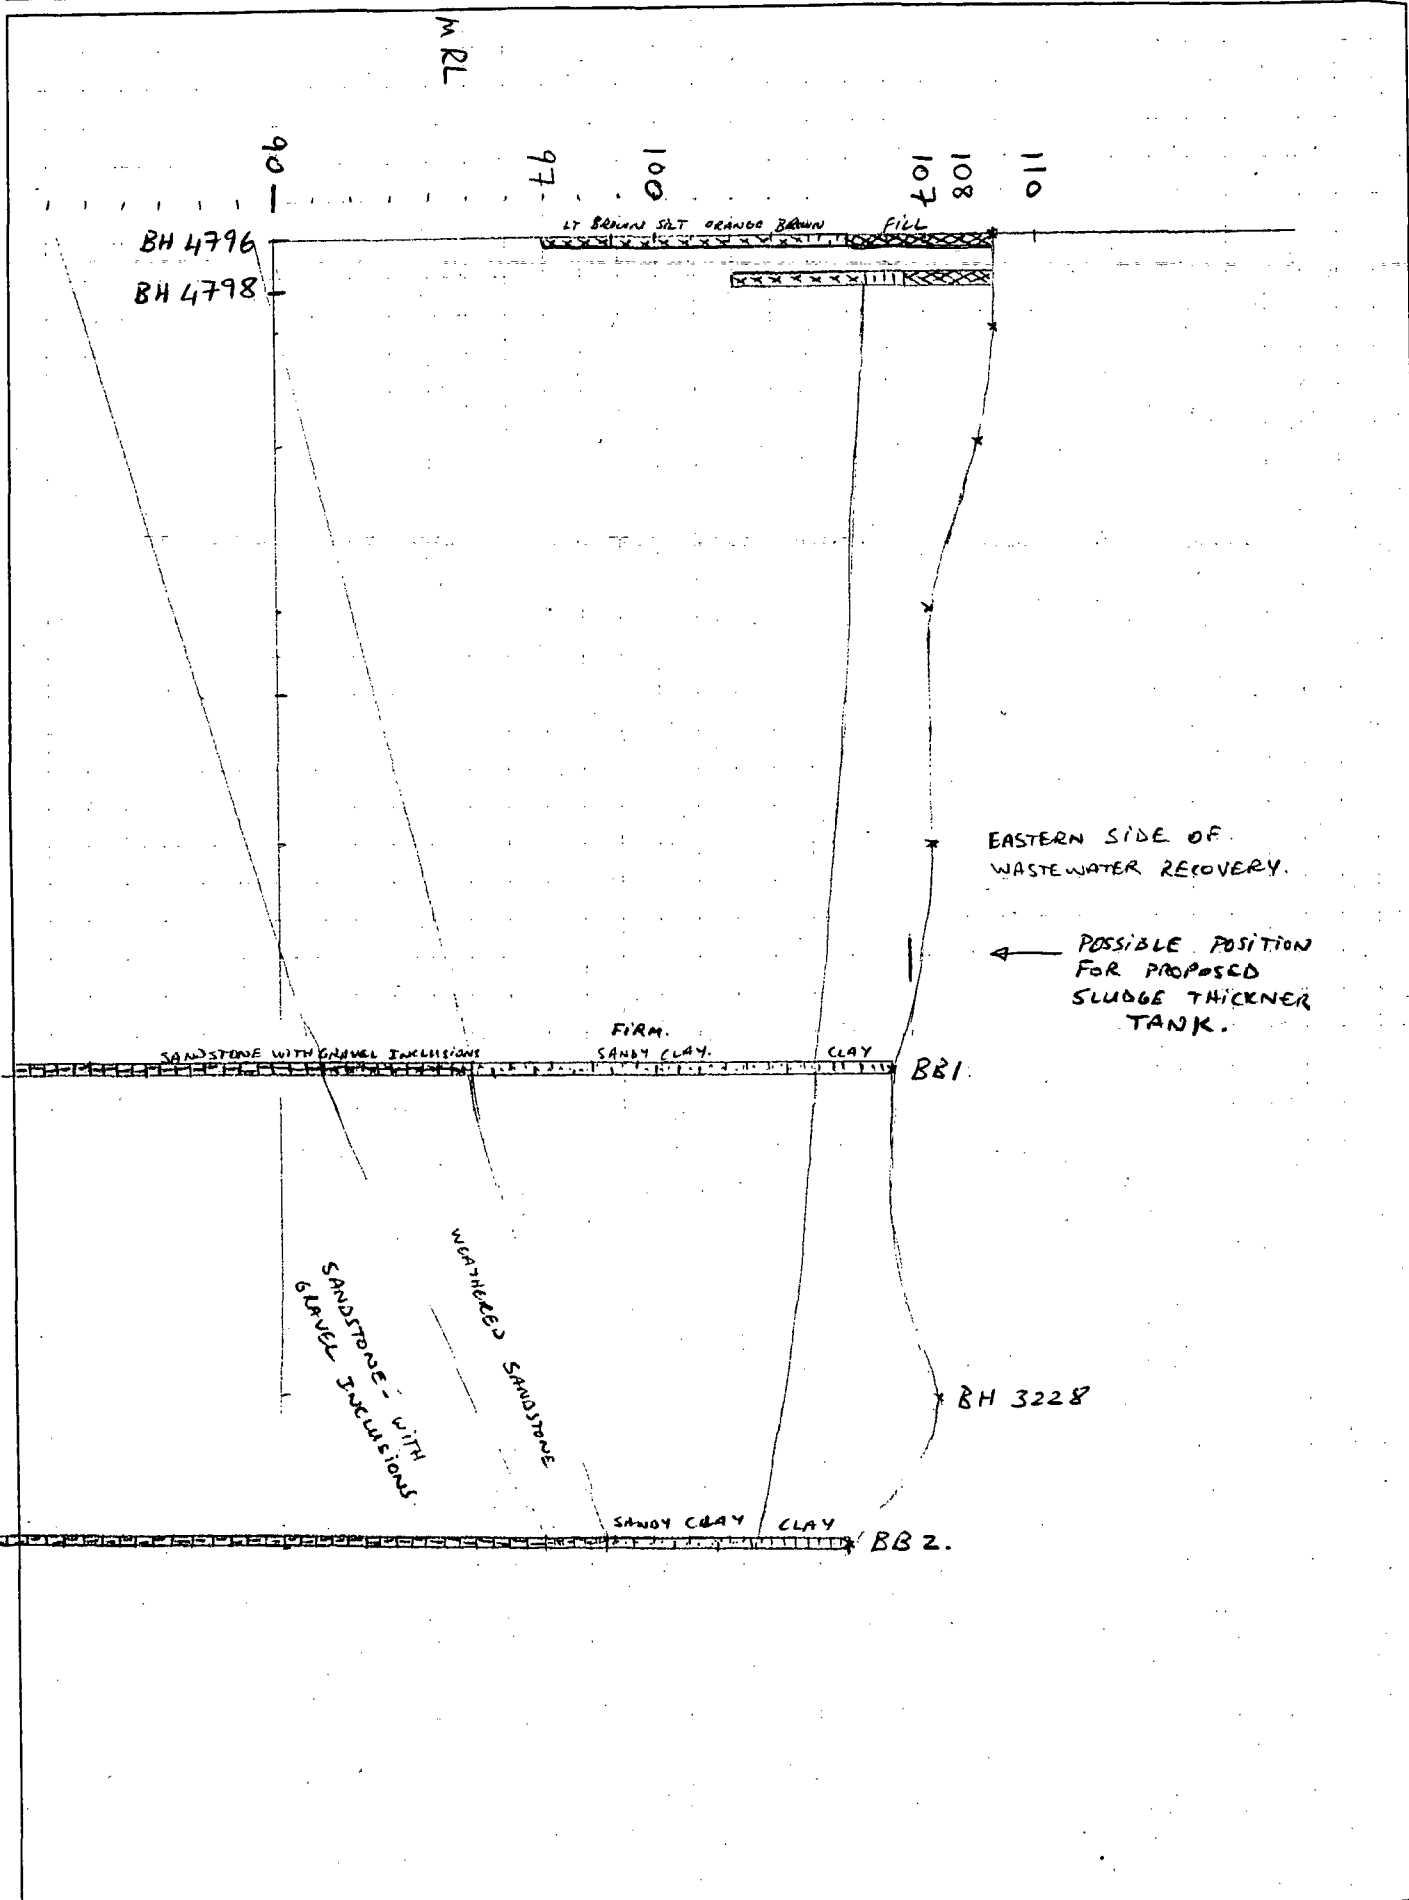 M RL
90
97
100
107
108
110
LT BROWN SILT ORANGE BROWN FILL
BH 4796
BH 4798
EASTERN SIDE OF
WASTEWATER RECOVERY.
POSSIBLE POSITION
FOR PROPOSED
SLUDGE THICKNER
TANK.
FIRM.
SANDSTONE WITH GRAVEL INCLUSIONS SANDY CLAY. CLAY
BB1.
WEATHERED SANDSTONE
SANDSTONE - WITH
GRAVEL INCLUSIONS.
BH 3228
SANDY CLAY CLAY
BB 2.